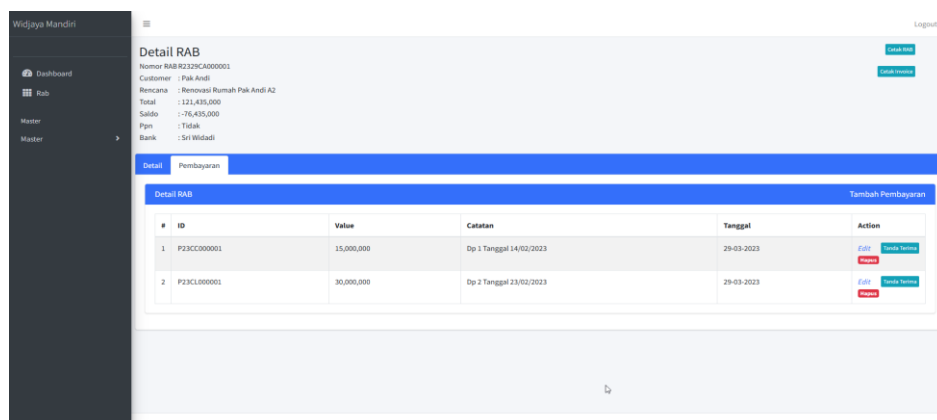 Widjaya Mandiri
Logout
Dashboard
Rab
Master
Master
Detail RAB
Cetak RAB
Nomor RAB R2329CA000001
Cetak Invoice
Customer : Pak Andi
Rencana : Renovasi Rumah Pak Andi A2
Total : 121,435,000
Saldo : -76,435,000
Ppn : Tidak
Bank : Sri Widadi
Detail Pembayaran
Detail RAB Tambah Pembayaran
# ID Value Catatan Tanggal Action
1 P23CC000001 15,000,000 Dp 1 Tanggal 14/02/2023 29-03-2023 Edit Tanda Terima
Hapus
2 P23CL000001 30,000,000 Dp 2 Tanggal 23/02/2023 29-03-2023 Edit Tanda Terima
Hapus